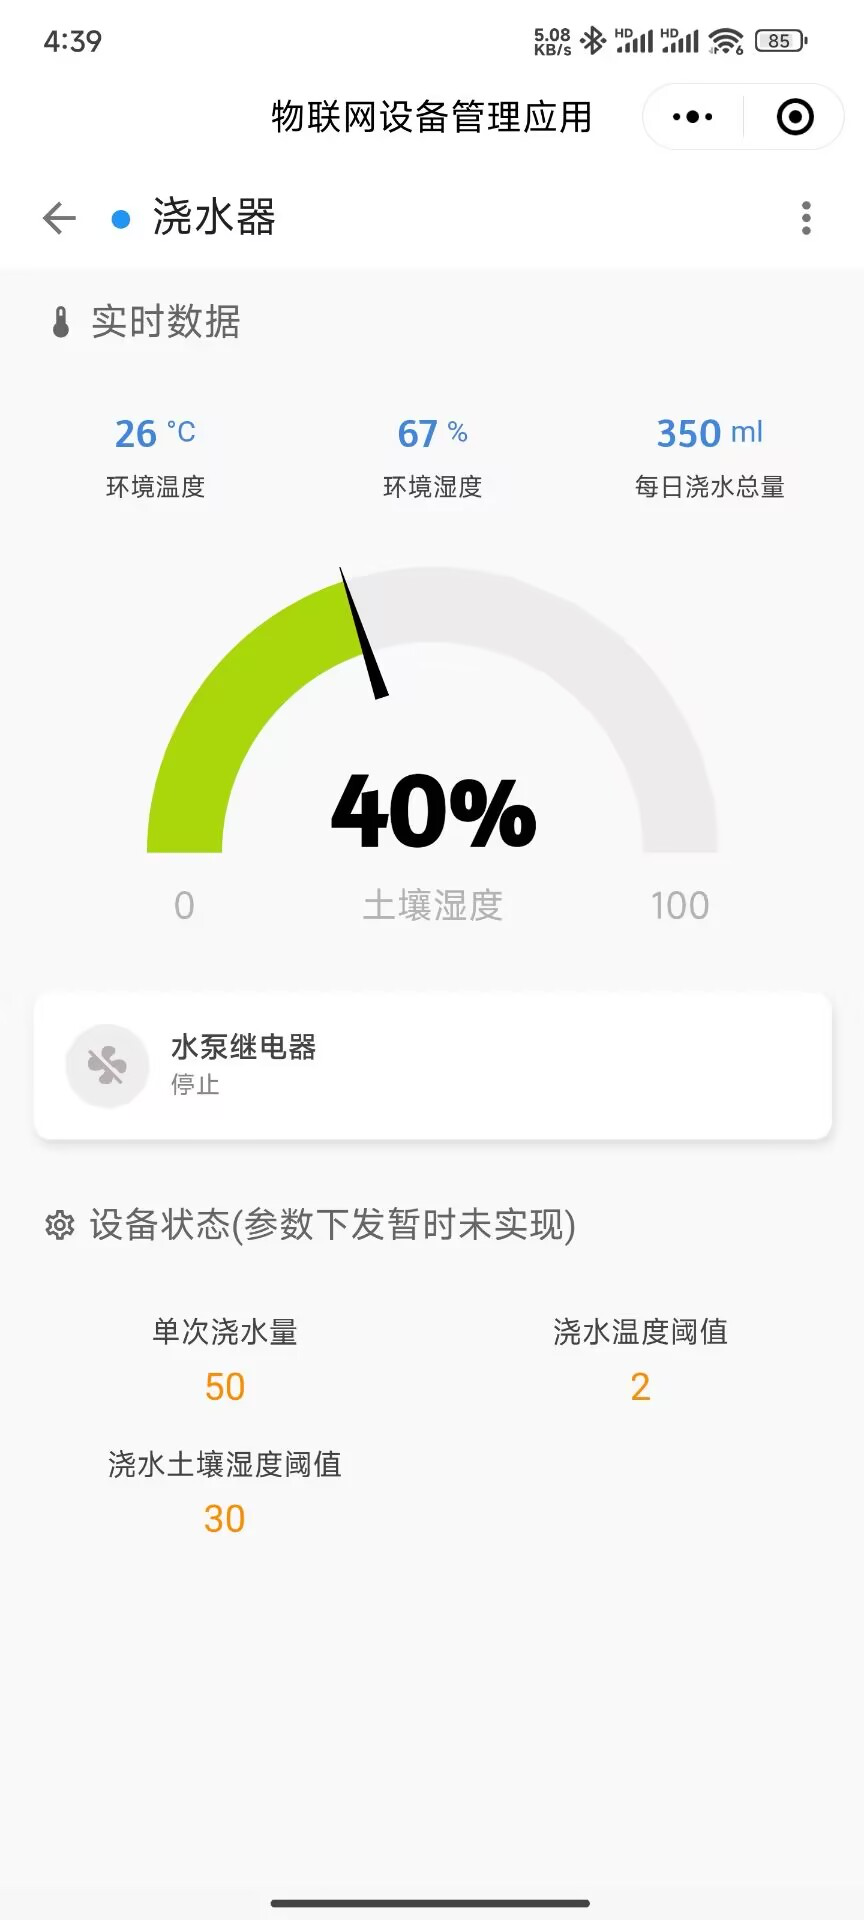 4:39
5.08 KB/s HD HD 6 85
物联网设备管理应用
浇水器
实时数据
26 °C 67 % 350 ml
环境温度 环境湿度 每日浇水总量
40%
0 土壤湿度 100
水泵继电器
停止
设备状态(参数下发暂时未实现)
单次浇水量 浇水温度阈值
50 2
浇水土壤湿度阈值
30